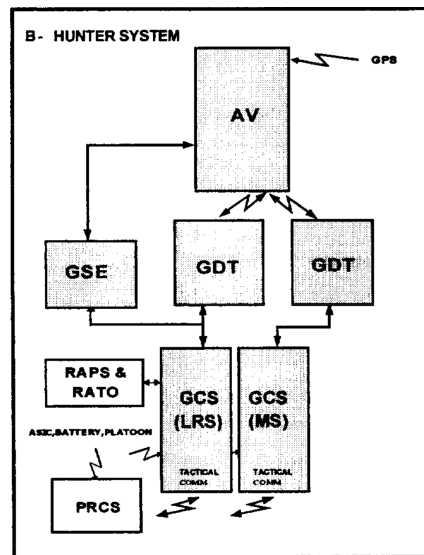 B - HUNTER SYSTEM
GPS
AV
GSE
GDT
GDT
RAPS &
RATO
GCS
(LRS)
GCS
(MS)
ASIC,BATTERY,PLATOON
TACTICAL
COMM
TACTICAL
COMM
PRCS